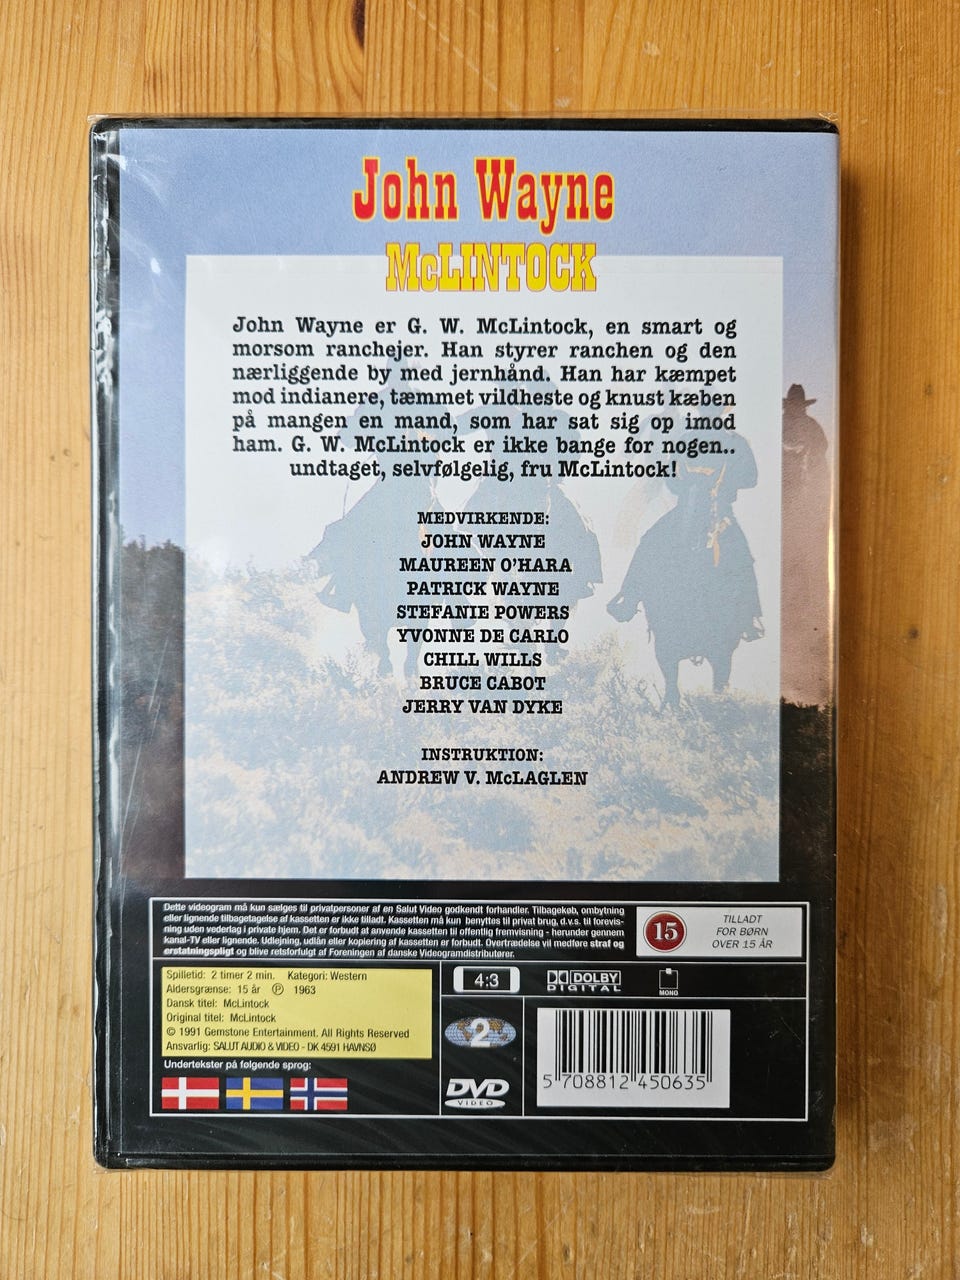 John Wayne
McLINTOCK
John Wayne er G. W. McLintock, en smart og
morsom ranchejer. Han styrer ranchen og den
nærliggende by med jernhånd. Han har kæmpet
mod indianere, tæmmet vildheste og knust kæben
på mangen en mand, som har sat sig op imod
ham. G. W. McLintock er ikke bange for nogen..
undtaget, selvfølgelig, fru McLintock!
MEDVIRKENDE:
JOHN WAYNE
MAUREEN O'HARA
PATRICK WAYNE
STEFANIE POWERS
YVONNE DE CARLO
CHILL WILLS
BRUCE CABOT
JERRY VAN DYKE
INSTRUKTION:
ANDREW V. McLAGLEN
Dette videogram må kun sælges til privatpersoner af en Salut Video godkendt forhandler. Tilbagekøb, ombytning
eller lignende tilbagetagelse af kassetten er ikke tilladt. Kassetten må kun benyttes til privat brug, d.v.s. til forevis-
ning uden vederlag i private hjem. Det er forbudt at anvende kassetten til offentlig fremvisning - herunder gennem
kanal-TV eller lignende. Udlejning, udlån eller kopiering af kassetten er forbudt. Overtrædelse vil medføre straf og
erstatningspligt og blive retsforfulgt af Foreningen af danske Videogramdistributører.
15
TILLADT
FOR BØRN
OVER 15 ÅR
Spilletid: 2 timer 2 min. Kategori: Western
Aldersgrænse: 15 år Ⓟ 1963
Dansk titel: McLintock
Original titel: McLintock
© 1991 Gemstone Entertainment. All Rights Reserved
Ansvarlig: SALUT AUDIO & VIDEO - DK 4591 HAVNSØ
Undertekster på følgende sprog:
4:3
DOLBY
DIGITAL
MONO
2
DVD
VIDEO
5 708812 450635